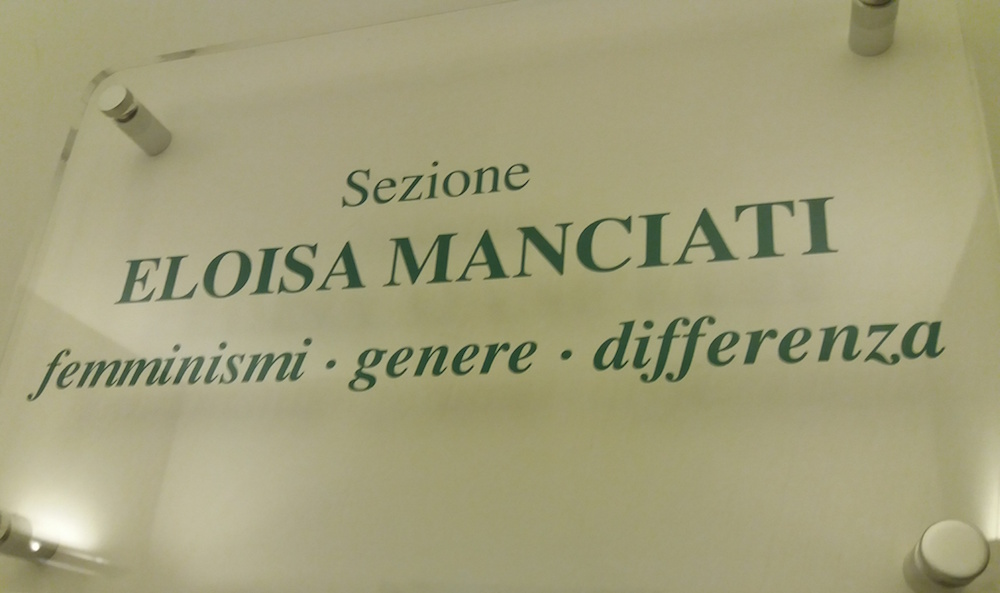 Sezione
ELOISA MANCIATI
femminismi · genere · differenza